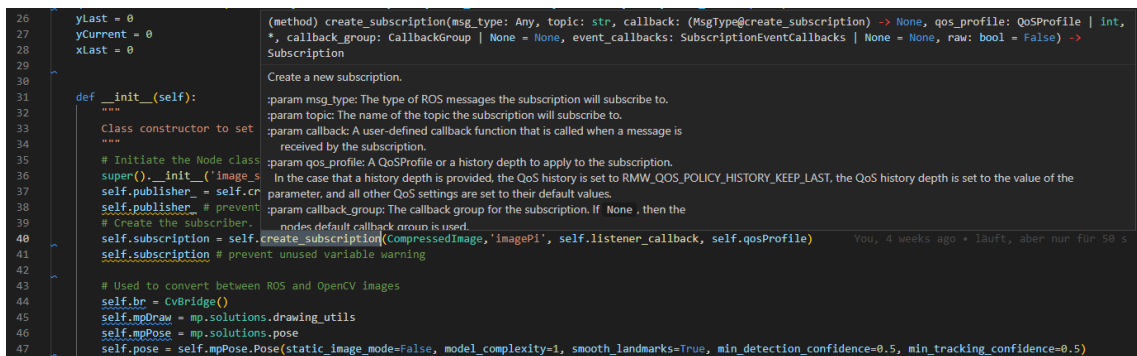 26 yLast = 0
27 yCurrent = 0
28 xLast = 0
29
30
31 def __init__(self):
32 """
33 Class constructor to set
34 """
35 # Initiate the Node class
36 super().__init__('image_s
37 self.publisher_ = self.cr
38 self.publisher_ # prevent
39 # Create the subscriber.
(method) create_subscription(msg_type: Any, topic: str, callback: (MsgType@create_subscription) -> None, qos_profile: QoSProfile | int,
*, callback_group: CallbackGroup | None = None, event_callbacks: SubscriptionEventCallbacks | None = None, raw: bool = False) ->
Subscription
Create a new subscription.
:param msg_type: The type of ROS messages the subscription will subscribe to.
:param topic: The name of the topic the subscription will subscribe to.
:param callback: A user-defined callback function that is called when a message is
received by the subscription.
:param qos_profile: A QoSProfile or a history depth to apply to the subscription.
In the case that a history depth is provided, the QoS history is set to RMW_QOS_POLICY_HISTORY_KEEP_LAST, the QoS history depth is set to the value of the
parameter, and all other QoS settings are set to their default values.
:param callback_group: The callback group for the subscription. If None, then the
nodes default callback group is used.
40 self.subscription = self.create_subscription(CompressedImage,'imagePi', self.listener_callback, self.qosProfile) You, 4 weeks ago • läuft, aber nur für 50 s
41 self.subscription # prevent unused variable warning
42
43 # Used to convert between ROS and OpenCV images
44 self.br = CvBridge()
45 self.mpDraw = mp.solutions.drawing_utils
46 self.mpPose = mp.solutions.pose
47 self.pose = self.mpPose.Pose(static_image_mode=False, model_complexity=1, smooth_landmarks=True, min_detection_confidence=0.5, min_tracking_confidence=0.5)